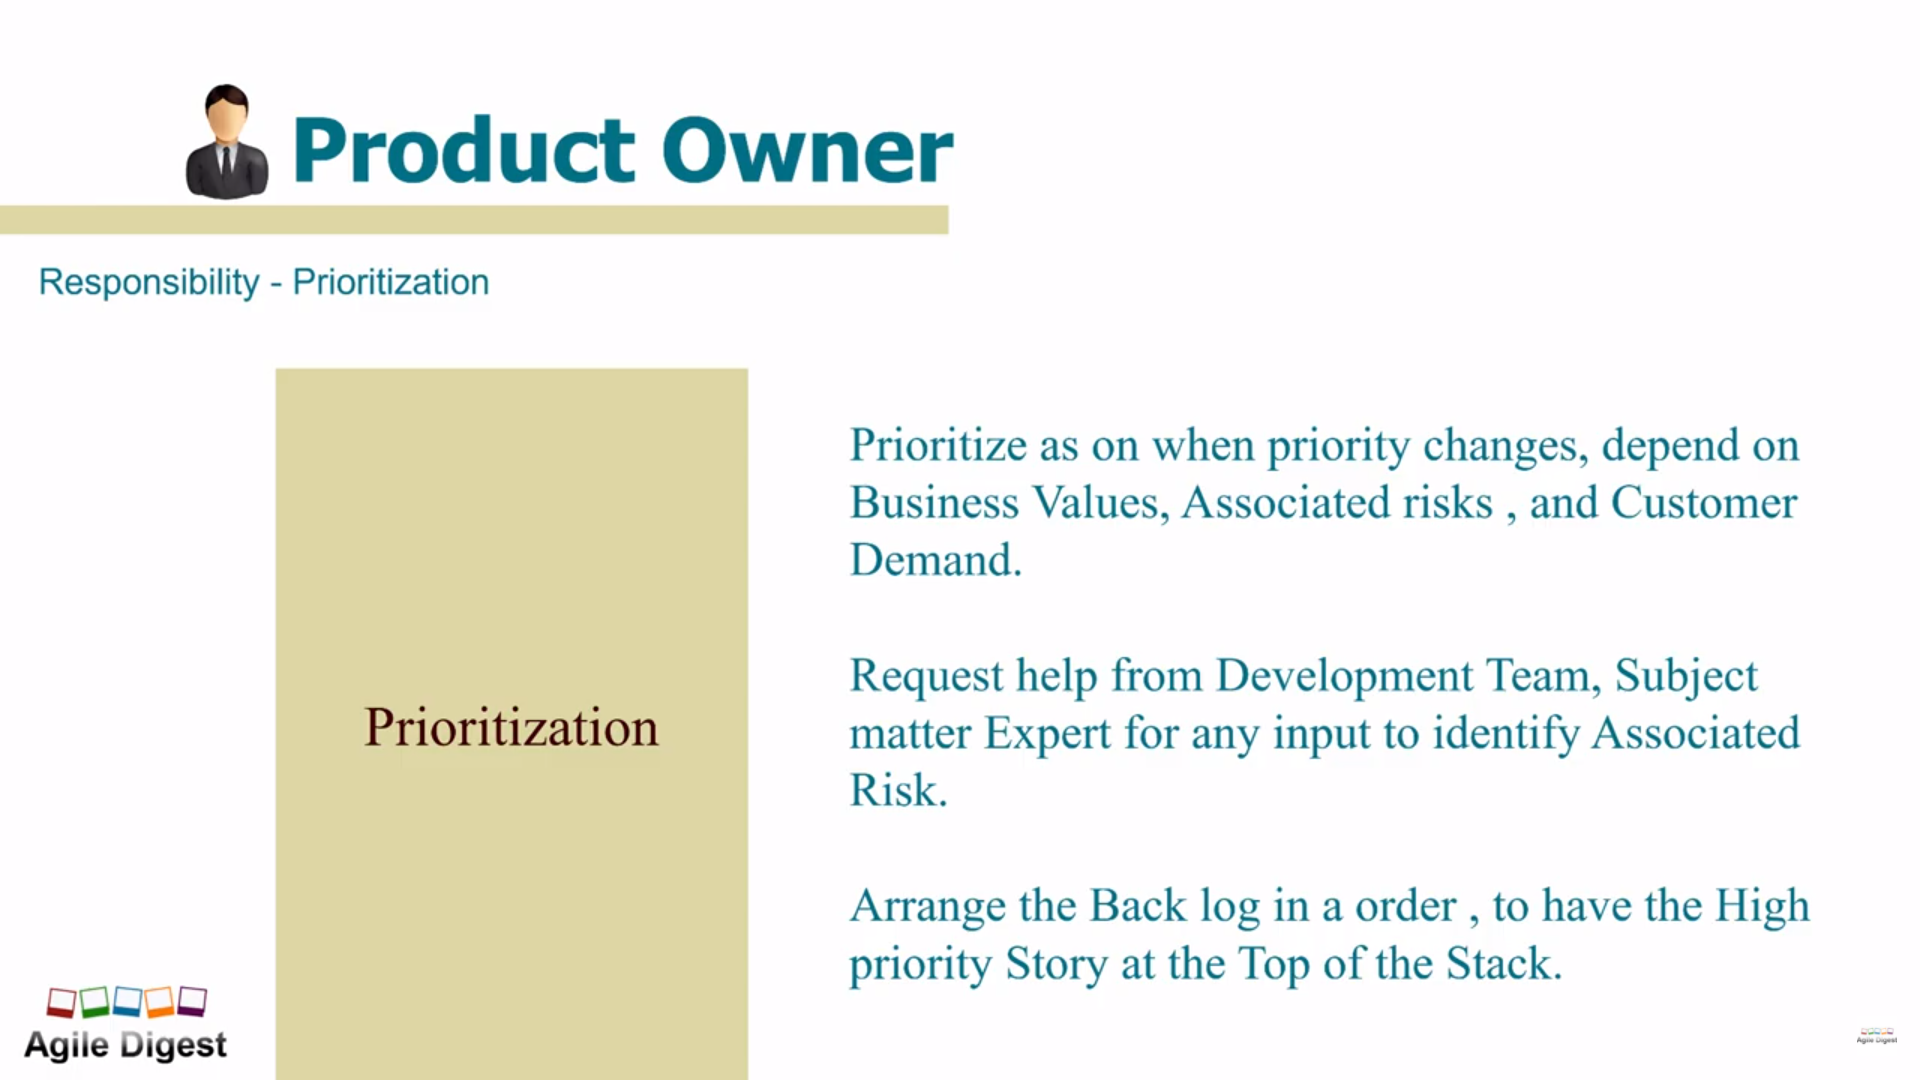 Product Owner
Responsibility - Prioritization
Prioritization
Prioritize as on when priority changes, depend on
Business Values, Associated risks , and Customer
Demand.
Request help from Development Team, Subject
matter Expert for any input to identify Associated
Risk.
Arrange the Back log in a order , to have the High
priority Story at the Top of the Stack.
Agile Digest
Agile Digest